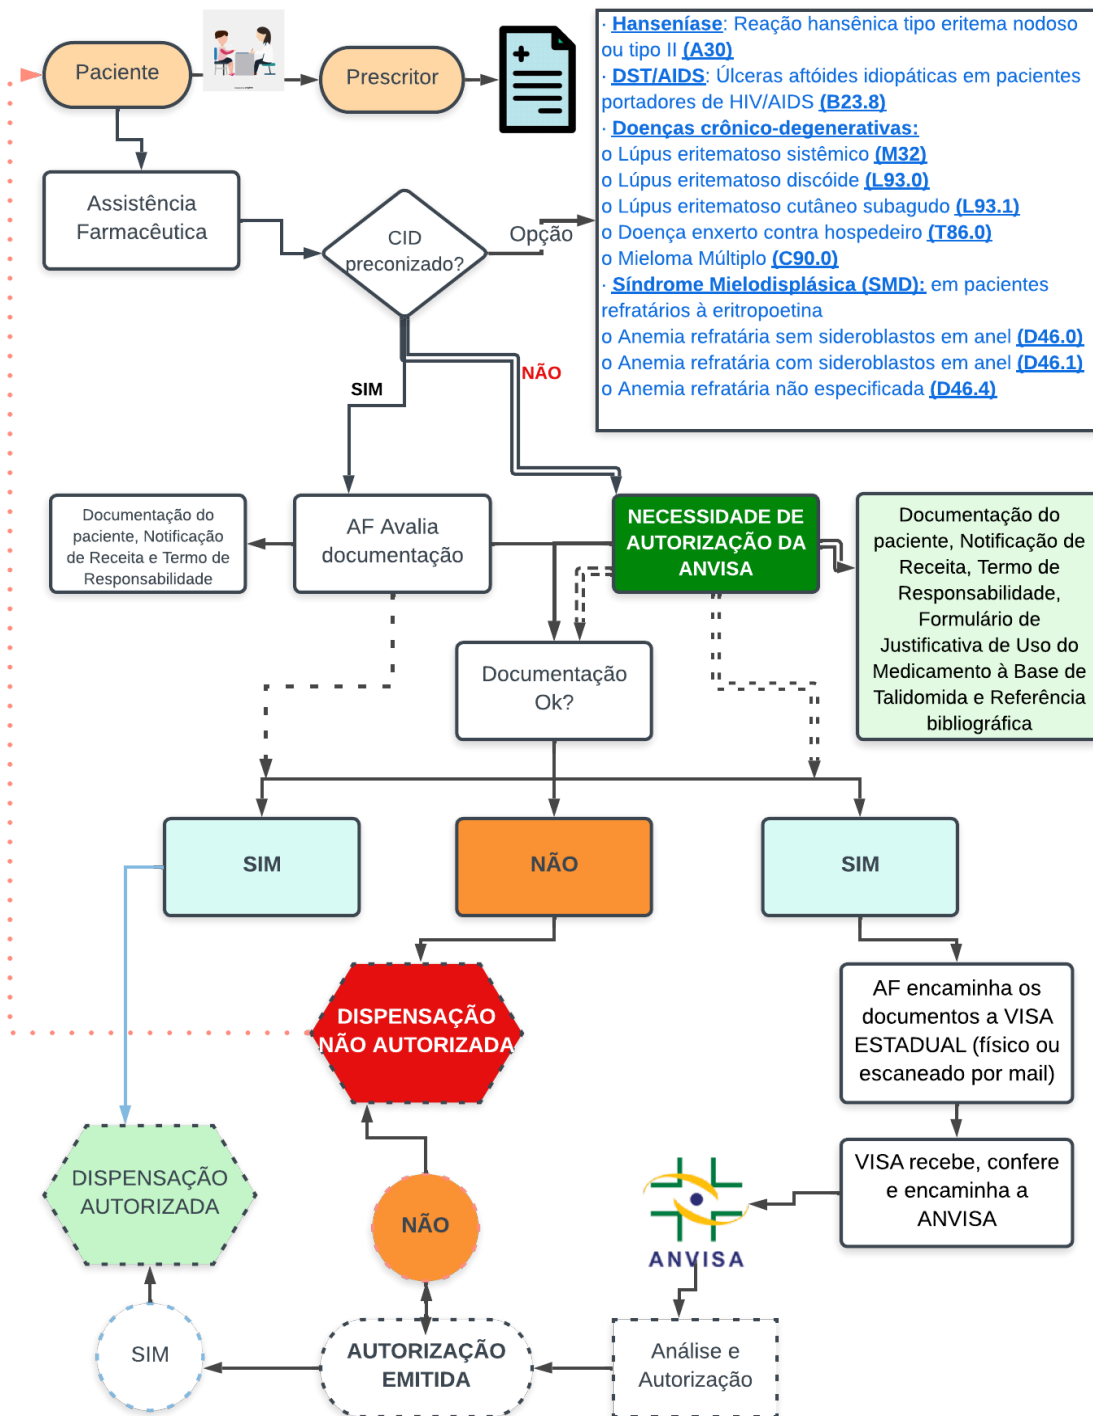 Paciente
Prescritor
· Hanseníase: Reação hansênica tipo eritema nodoso
ou tipo II (A30)
· DST/AIDS: Úlceras aftóides idiopáticas em pacientes
portadores de HIV/AIDS (B23.8)
· Doenças crônico-degenerativas:
o Lúpus eritematoso sistêmico (M32)
o Lúpus eritematoso discóide (L93.0)
o Lúpus eritematoso cutâneo subagudo (L93.1)
o Doença enxerto contra hospedeiro (T86.0)
o Mieloma Múltiplo (C90.0)
· Síndrome Mielodisplásica (SMD): em pacientes
refratários à eritropoetina
o Anemia refratária sem sideroblastos em anel (D46.0)
o Anemia refratária com sideroblastos em anel (D46.1)
o Anemia refratária não especificada (D46.4)
Assistência
Farmacêutica
CID
preconizado?
Opção
SIM
NÃO
Documentação do
paciente, Notificação
de Receita e Termo de
Responsabilidade
AF Avalia
documentação
NECESSIDADE DE
AUTORIZAÇÃO DA
ANVISA
Documentação do
paciente, Notificação de
Receita, Termo de
Responsabilidade,
Formulário de
Justificativa de Uso do
Medicamento à Base de
Talidomida e Referência
bibliográfica
Documentação
Ok?
SIM
NÃO
SIM
DISPENSAÇÃO
NÃO AUTORIZADA
AF encaminha os
documentos a VISA
ESTADUAL (físico ou
escaneado por mail)
DISPENSAÇÃO
AUTORIZADA
NÃO
VISA recebe, confere
e encaminha a
ANVISA
ANVISA
SIM
AUTORIZAÇÃO
EMITIDA
Análise e
Autorização